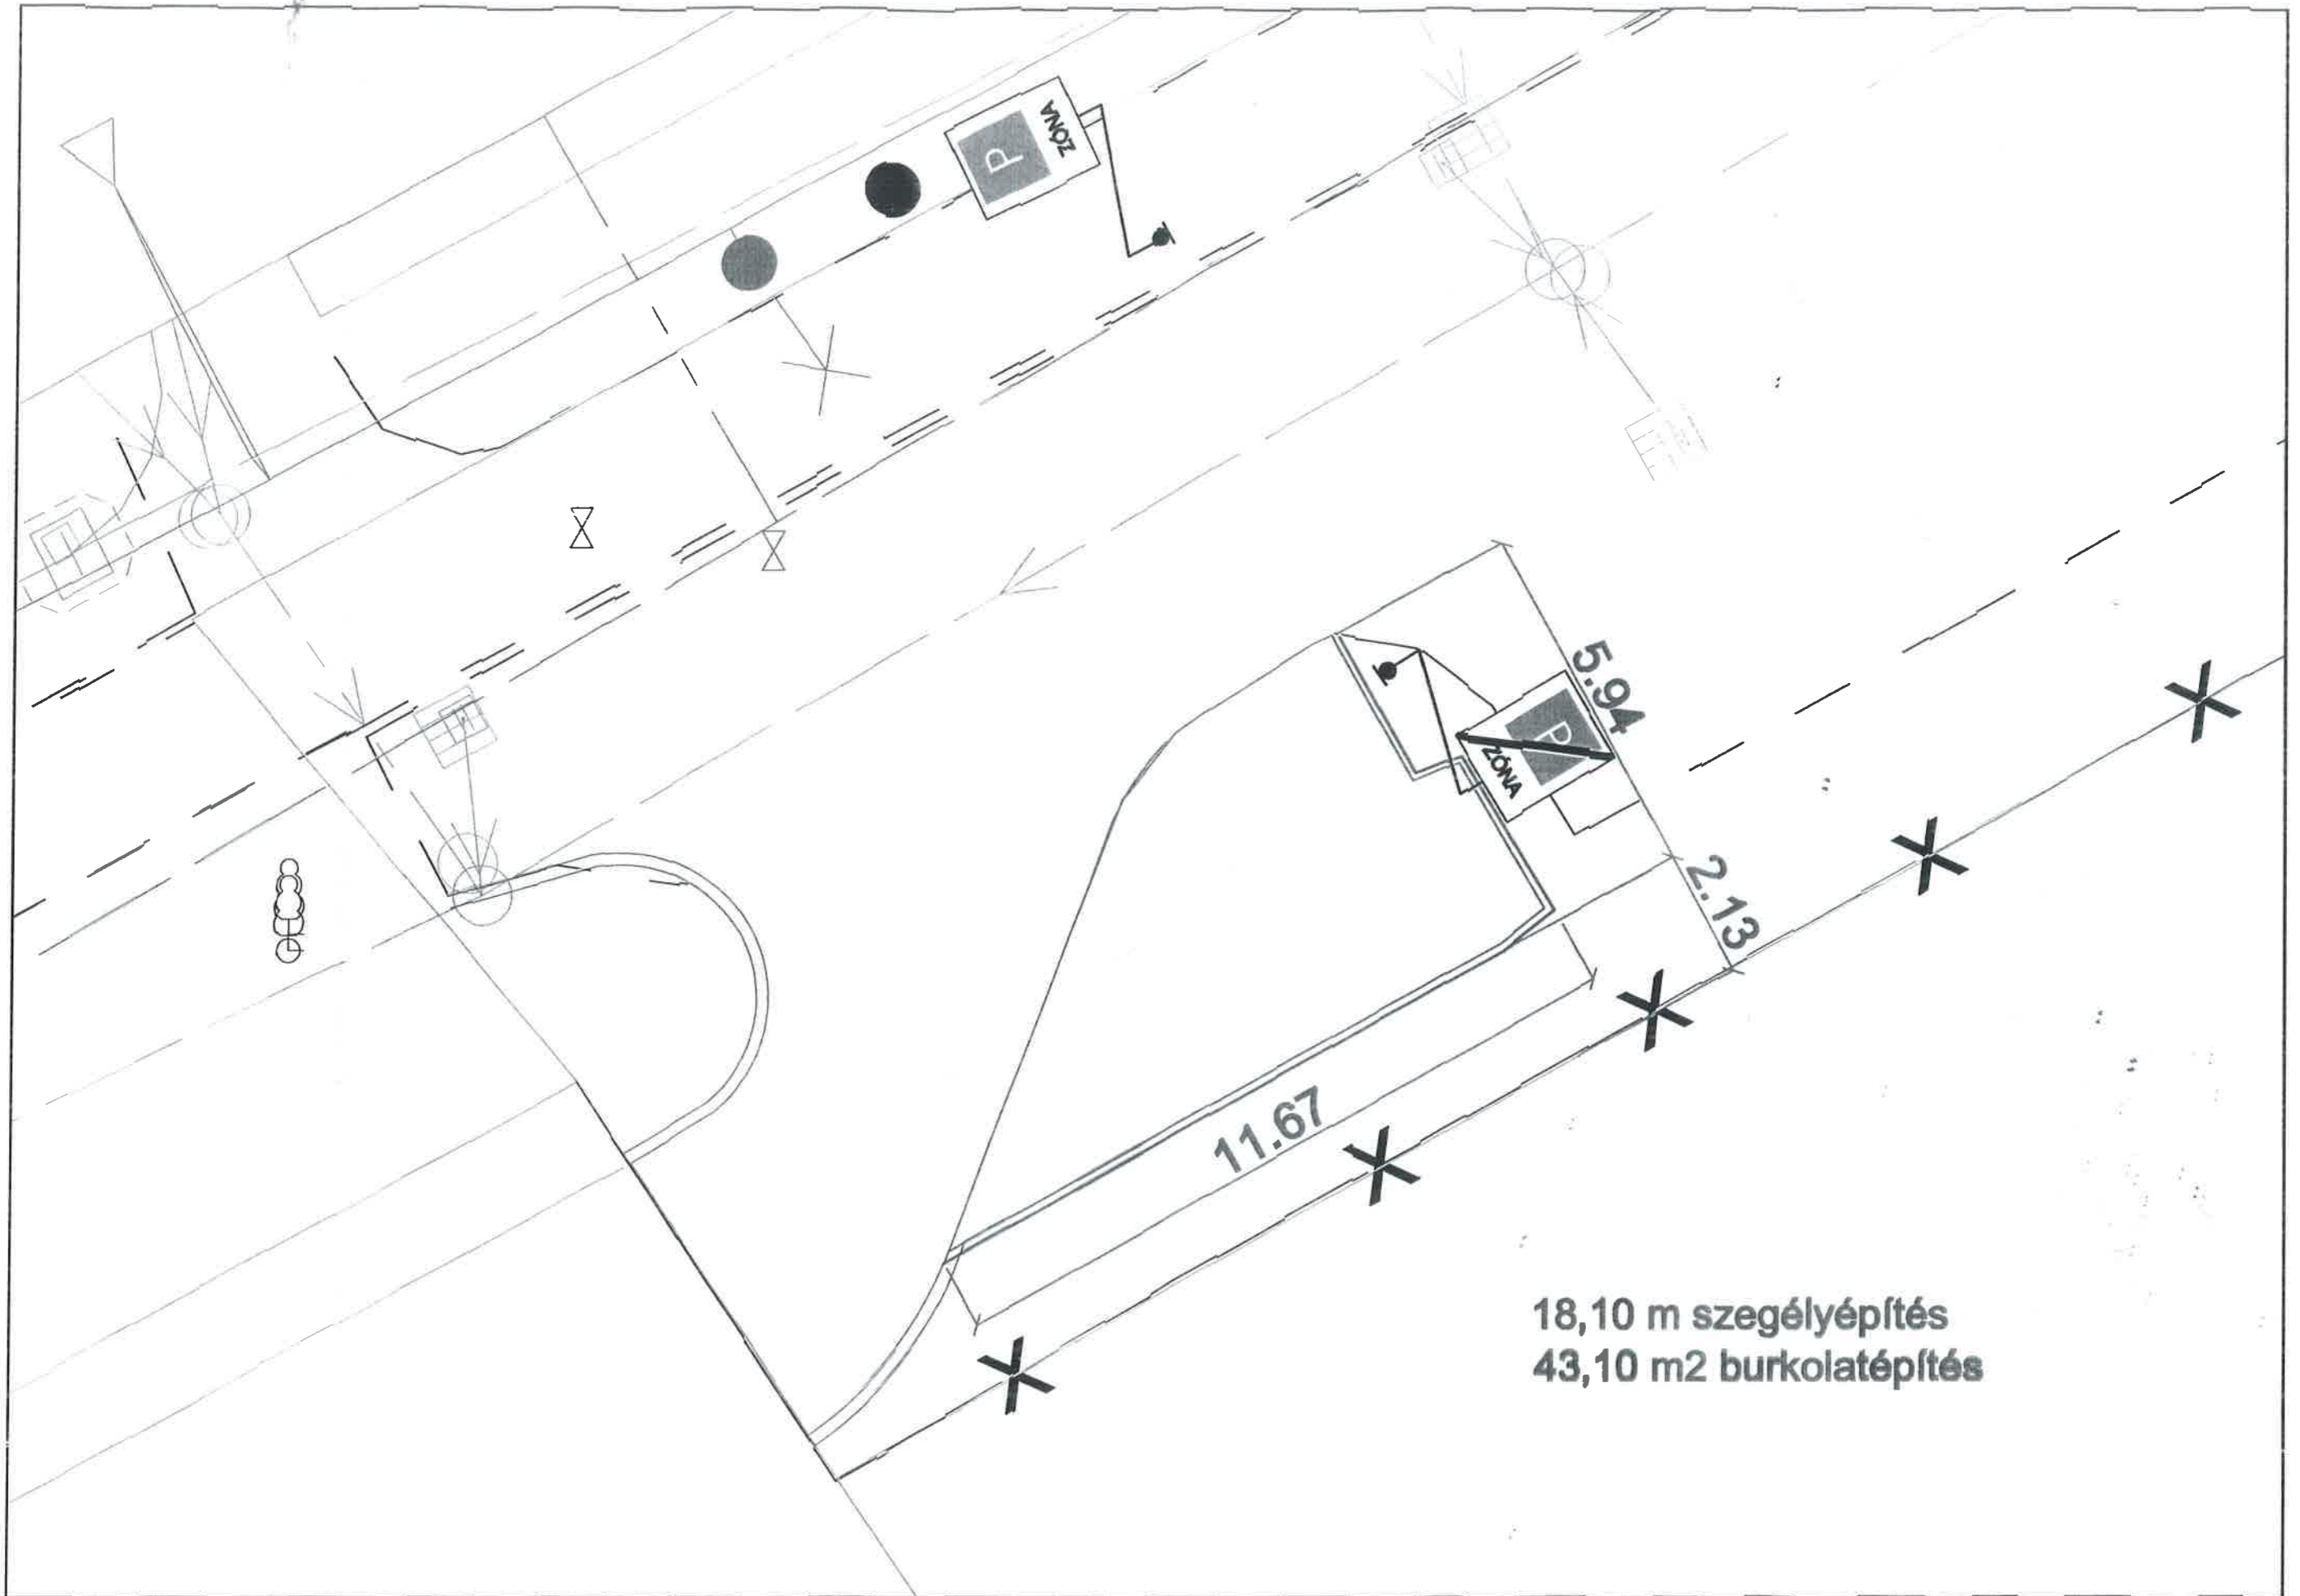 P
ZÓNA
5.94
P
ZÓNA
2.13
11.67
18,10 m szegélyépítés
43,10 m2 burkolatépítés